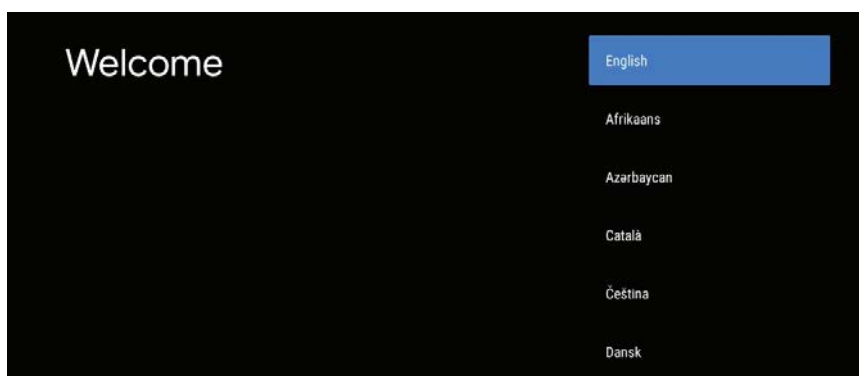 Welcome
English
Afrikaans
Azərbaycan
Català
Čeština
Dansk